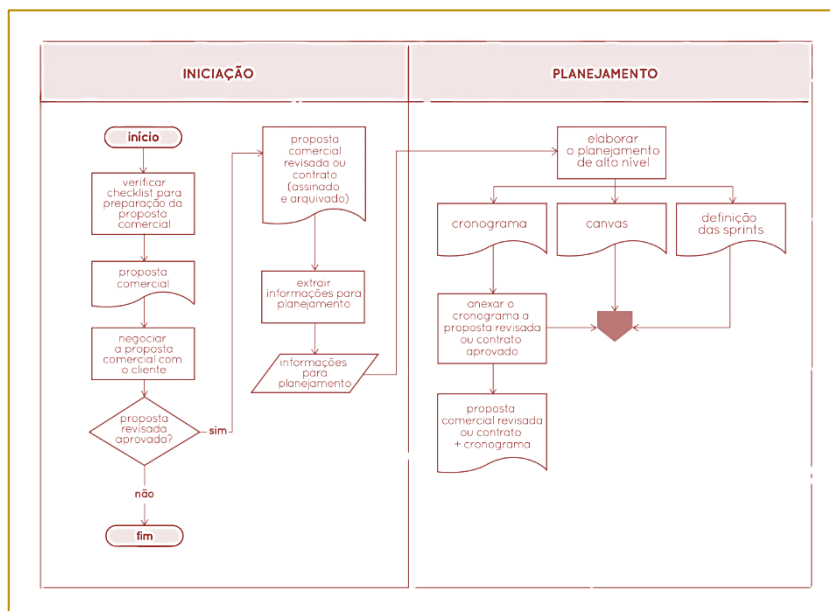 INICIAÇÃO
PLANEJAMENTO
início
verificar
checklist para
preparação da
proposta
comercial
proposta
comercial
negociar
a proposta
comercial com
o cliente
proposta
revisada
aprovada?
sim
não
fim
proposta
comercial
revisada ou
contrato
(assinado
e arquivado)
extrair
informações para
planejamento
informações
para
planejamento
elaborar
o planejamento
de alto nível
cronograma
canvas
definição
das sprints
anexar o
cronograma a
proposta revisada
ou contrato
aprovado
proposta
comercial revisada
ou contrato
+ cronograma